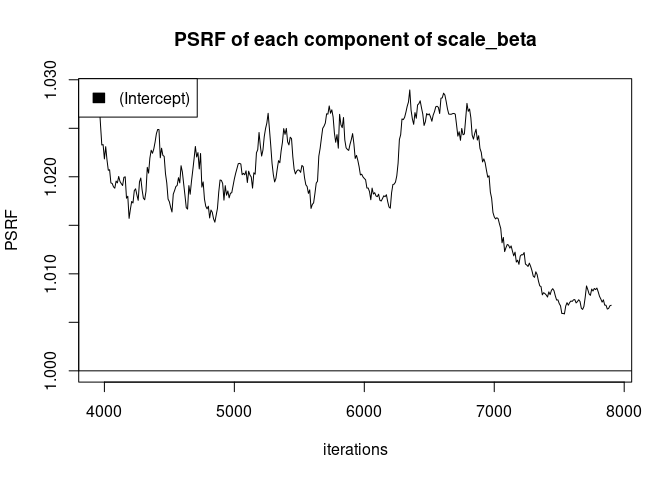 PSRF of each component of scale_beta
(Intercept)
PSRF
1.030
1.020
1.010
1.000
4000 5000 6000 7000 8000
iterations